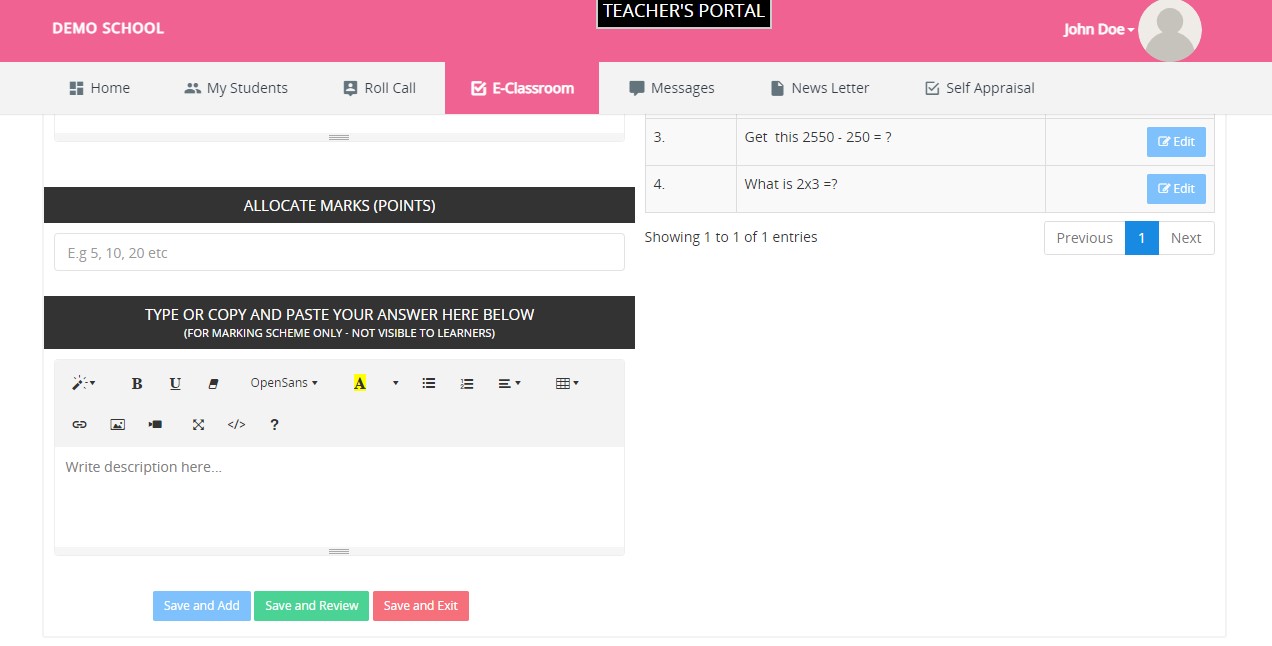 DEMO SCHOOL
TEACHER'S PORTAL
John Doe
Home
My Students
Roll Call
E-Classroom
Messages
News Letter
Self Appraisal
ALLOCATE MARKS (POINTS)
E.g 5, 10, 20 etc
TYPE OR COPY AND PASTE YOUR ANSWER HERE BELOW
(FOR MARKING SCHEME ONLY - NOT VISIBLE TO LEARNERS)
B U OpenSans A
</> ?
Write description here...
Save and Add
Save and Review
Save and Exit
3. Get  this 2550 - 250 = ? Edit
4. What is 2x3 =? Edit
Showing 1 to 1 of 1 entries
Previous 1 Next